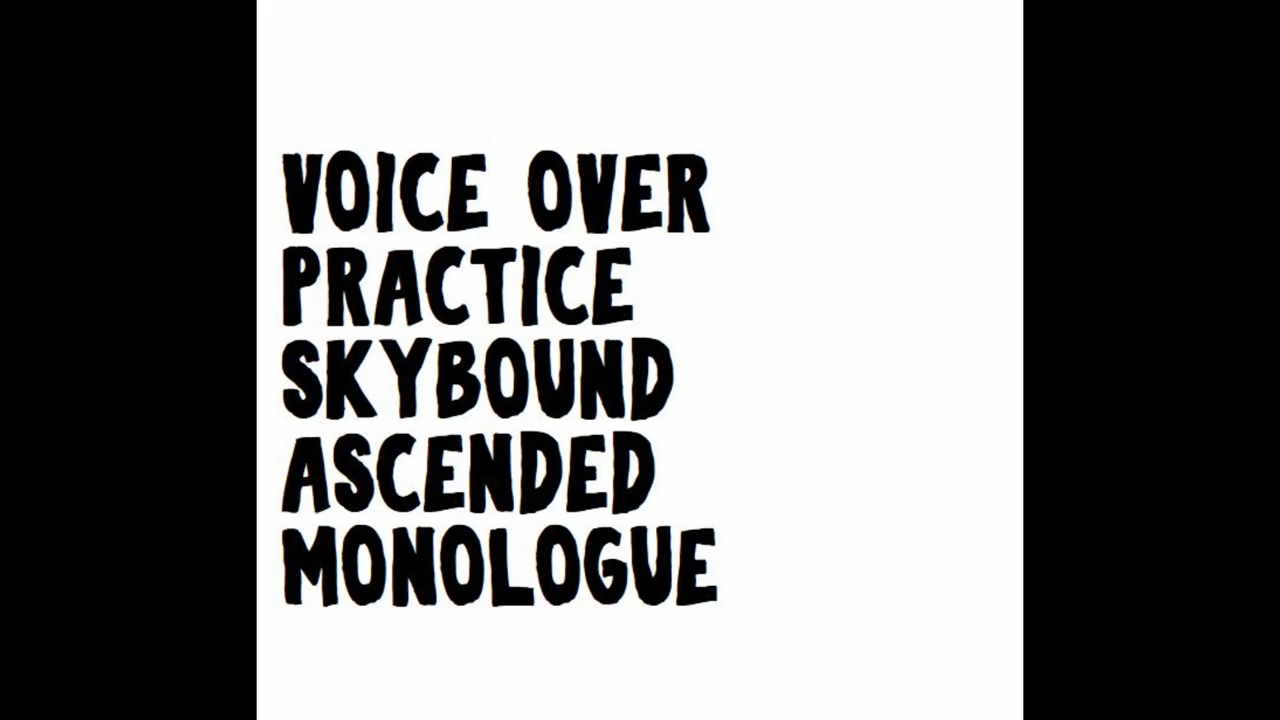 VOICE OVER
PRACTICE
SKYBOUND
ASCENDED
MONOLOGUE